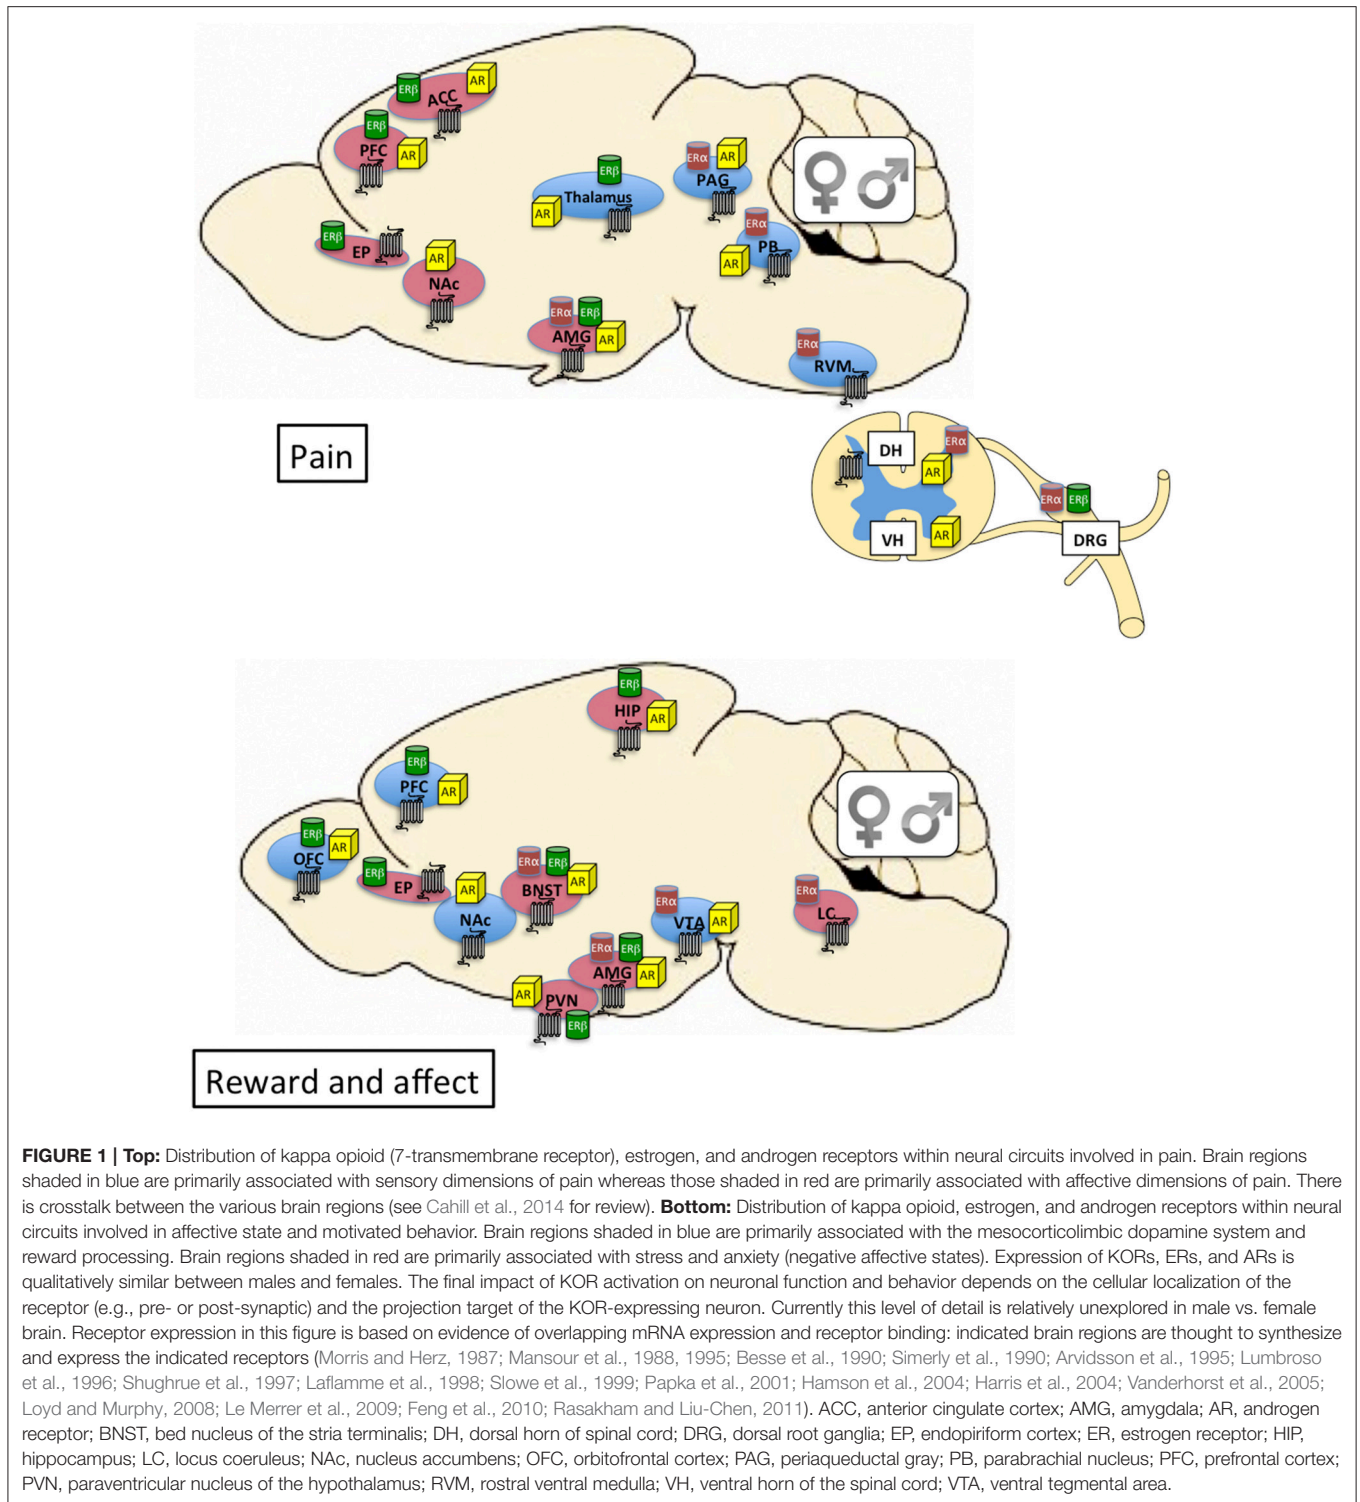 ERβ
ACC
AR
ERβ
PFC
AR
ERα
AR
PAG
ERβ
Thalamus
AR
ERα
PB
AR
ERβ
EP
AR
NAc
ERα
ERβ
AMG
AR
ERα
RVM
Pain
DH
ERα
AR
VH
AR
ERα
ERβ
DRG
ERβ
HIP
AR
ERβ
PFC
AR
ERβ
OFC
AR
ERβ
EP
AR
NAc
ERα
ERβ
BNST
AR
ERα
VTA
AR
ERα
LC
ERα
ERβ
AMG
AR
AR
PVN
ERβ
Reward and affect
FIGURE 1 | Top: Distribution of kappa opioid (7-transmembrane receptor), estrogen, and androgen receptors within neural circuits involved in pain. Brain regions
shaded in blue are primarily associated with sensory dimensions of pain whereas those shaded in red are primarily associated with affective dimensions of pain. There
is crosstalk between the various brain regions (see Cahill et al., 2014 for review). Bottom: Distribution of kappa opioid, estrogen, and androgen receptors within neural
circuits involved in affective state and motivated behavior. Brain regions shaded in blue are primarily associated with the mesocorticolimbic dopamine system and
reward processing. Brain regions shaded in red are primarily associated with stress and anxiety (negative affective states). Expression of KORs, ERs, and ARs is
qualitatively similar between males and females. The final impact of KOR activation on neuronal function and behavior depends on the cellular localization of the
receptor (e.g., pre- or post-synaptic) and the projection target of the KOR-expressing neuron. Currently this level of detail is relatively unexplored in male vs. female
brain. Receptor expression in this figure is based on evidence of overlapping mRNA expression and receptor binding: indicated brain regions are thought to synthesize
and express the indicated receptors (Morris and Herz, 1987; Mansour et al., 1988, 1995; Besse et al., 1990; Simerly et al., 1990; Arvidsson et al., 1995; Lumbroso
et al., 1996; Shughrue et al., 1997; Laflamme et al., 1998; Slowe et al., 1999; Papka et al., 2001; Hamson et al., 2004; Harris et al., 2004; Vanderhorst et al., 2005;
Loyd and Murphy, 2008; Le Merrer et al., 2009; Feng et al., 2010; Rasakham and Liu-Chen, 2011). ACC, anterior cingulate cortex; AMG, amygdala; AR, androgen
receptor; BNST, bed nucleus of the stria terminalis; DH, dorsal horn of spinal cord; DRG, dorsal root ganglia; EP, endopiriform cortex; ER, estrogen receptor; HIP,
hippocampus; LC, locus coeruleus; NAc, nucleus accumbens; OFC, orbitofrontal cortex; PAG, periaqueductal gray; PB, parabrachial nucleus; PFC, prefrontal cortex;
PVN, paraventricular nucleus of the hypothalamus; RVM, rostral ventral medulla; VH, ventral horn of the spinal cord; VTA, ventral tegmental area.